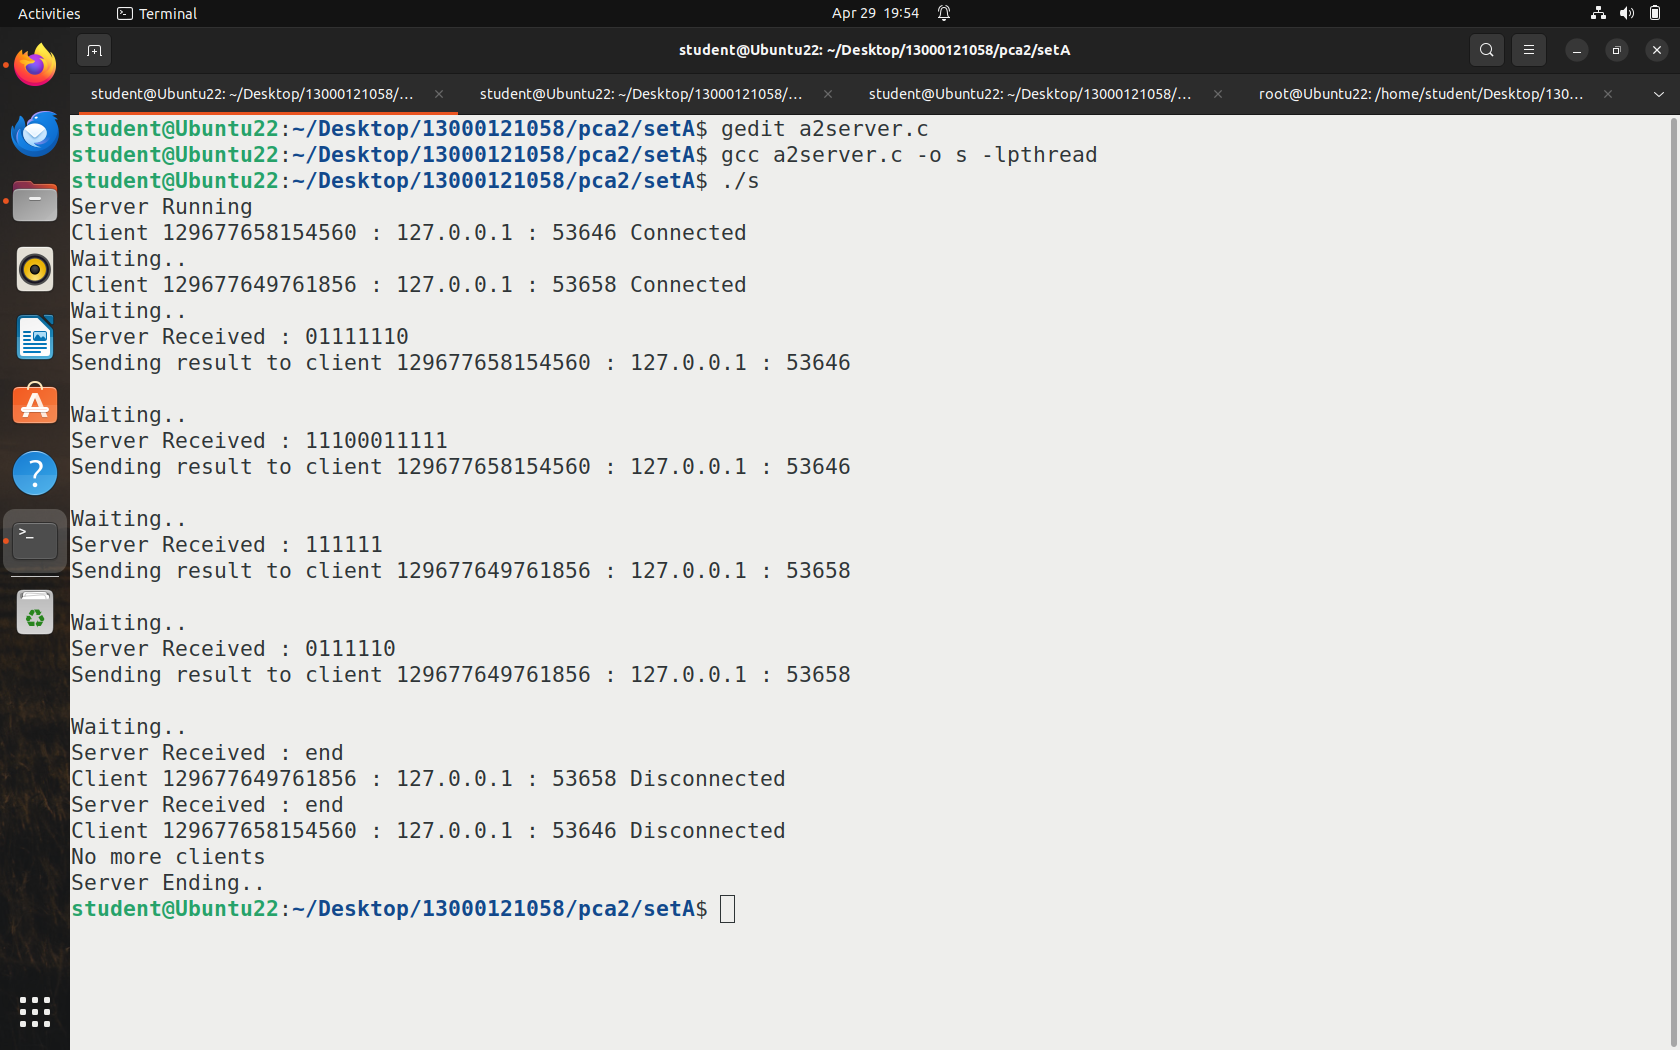 Activities
Terminal
Apr 29 19:54
student@Ubuntu22: ~/Desktop/13000121058/pca2/setA
student@Ubuntu22: ~/Desktop/13000121058/...
student@Ubuntu22: ~/Desktop/13000121058/...
student@Ubuntu22: ~/Desktop/13000121058/...
root@Ubuntu22: /home/student/Desktop/130...
student@Ubuntu22:~/Desktop/13000121058/pca2/setA$ gedit a2server.c
student@Ubuntu22:~/Desktop/13000121058/pca2/setA$ gcc a2server.c -o s -lpthread
student@Ubuntu22:~/Desktop/13000121058/pca2/setA$ ./s
Server Running
Client 129677658154560 : 127.0.0.1 : 53646 Connected
Waiting..
Client 129677649761856 : 127.0.0.1 : 53658 Connected
Waiting..
Server Received : 01111110
Sending result to client 129677658154560 : 127.0.0.1 : 53646
Waiting..
Server Received : 11100011111
Sending result to client 129677658154560 : 127.0.0.1 : 53646
Waiting..
Server Received : 111111
Sending result to client 129677649761856 : 127.0.0.1 : 53658
Waiting..
Server Received : 0111110
Sending result to client 129677649761856 : 127.0.0.1 : 53658
Waiting..
Server Received : end
Client 129677649761856 : 127.0.0.1 : 53658 Disconnected
Server Received : end
Client 129677658154560 : 127.0.0.1 : 53646 Disconnected
No more clients
Server Ending..
student@Ubuntu22:~/Desktop/13000121058/pca2/setA$